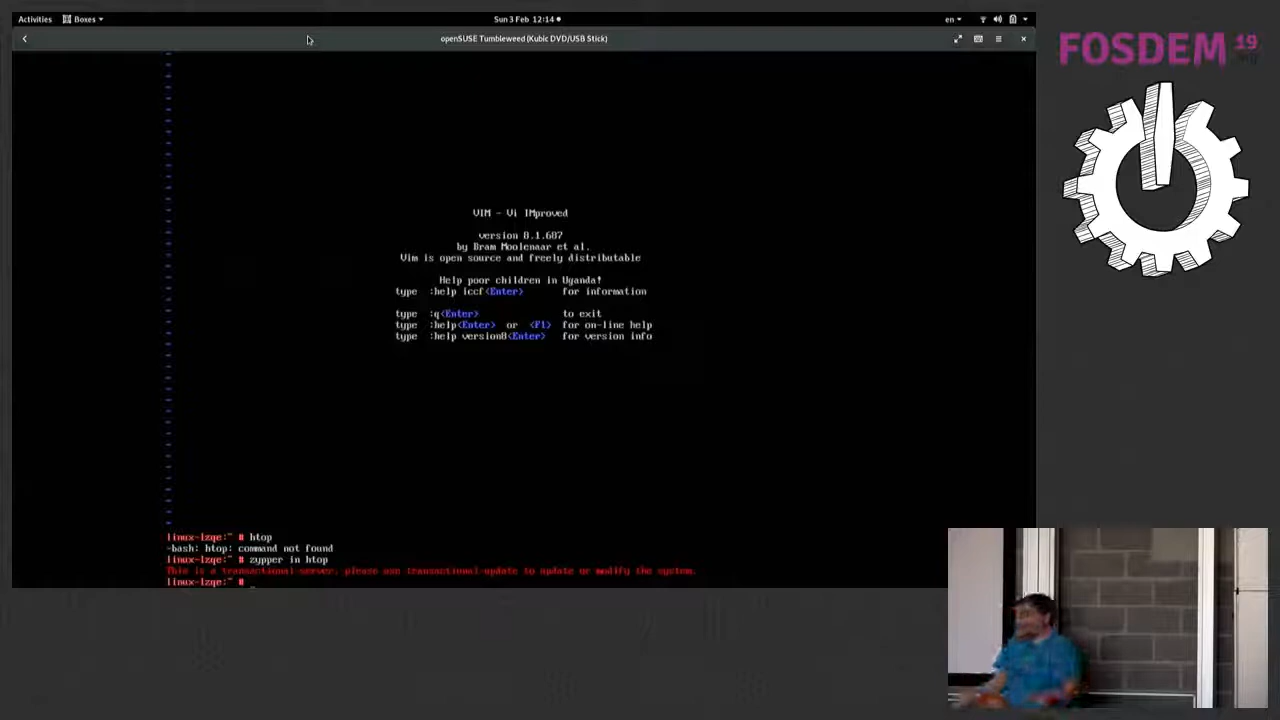 Activities Boxes Sun 3 Feb 12:14 en
openSUSE Tumbleweed (Kubic DVD/USB Stick)
FOSDEM 19
VIM - Vi IMproved
version 8.1.687
by Bram Moolenaar et al.
Vim is open source and freely distributable
Help poor children in Uganda!
type :help iccf<Enter> for information
type :q<Enter> to exit
type :help<Enter> or <F1> for on-line help
type :help version8<Enter> for version info
linux-lzqe:~ # htop
-bash: htop: command not found
linux-lzqe:~ # zypper in htop
This is a transactional-server, please use transactional-update to update or modify the system.
linux-lzqe:~ #